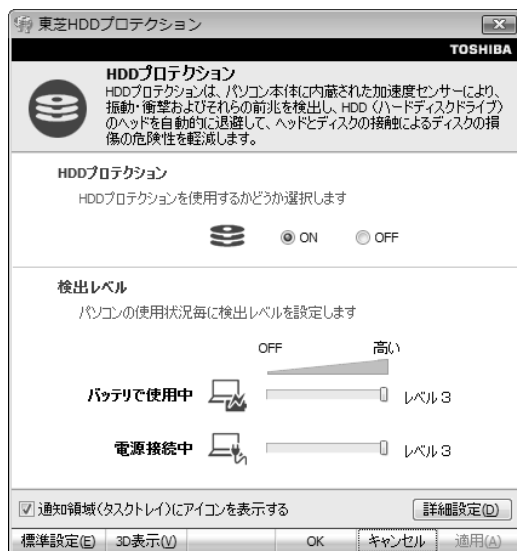 東芝HDDプロテクション
TOSHIBA
HDDプロテクション
HDDプロテクションは、パソコン本体に内蔵された加速度センサーにより、
振動・衝撃およびそれらの前兆を検出し、HDD（ハードディスクドライブ）
のヘッドを自動的に退避して、ヘッドとディスクの接触によるディスクの損
傷の危険性を軽減します。
HDDプロテクション
HDDプロテクションを使用するかどうか選択します
ON OFF
検出レベル
パソコンの使用状況毎に検出レベルを設定します
OFF 高い
バッテリで使用中 レベル 3
電源接続中 レベル 3
通知領域(タスクトレイ)にアイコンを表示する 詳細設定(D)
標準設定(E) 3D表示(V) OK キャンセル 適用(A)